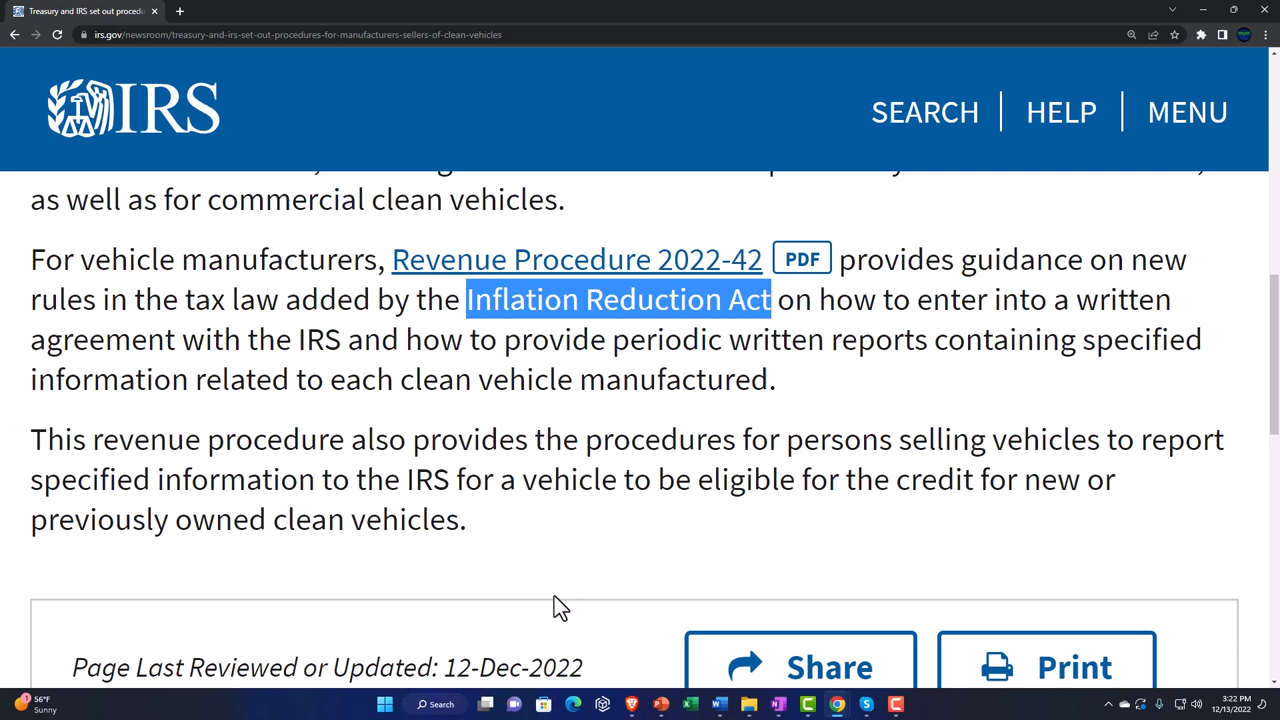 Treasury and IRS set out procedu
irs.gov/newsroom/treasury-and-irs-set-out-procedures-for-manufacturers-sellers-of-clean-vehicles
IRS
SEARCH HELP MENU
as well as for commercial clean vehicles.
For vehicle manufacturers, Revenue Procedure 2022-42 PDF provides guidance on new
rules in the tax law added by the Inflation Reduction Act on how to enter into a written
agreement with the IRS and how to provide periodic written reports containing specified
information related to each clean vehicle manufactured.
This revenue procedure also provides the procedures for persons selling vehicles to report
specified information to the IRS for a vehicle to be eligible for the credit for new or
previously owned clean vehicles.
Page Last Reviewed or Updated: 12-Dec-2022
Share
Print
1
56°F
Sunny
Search
3:22 PM
12/13/2022